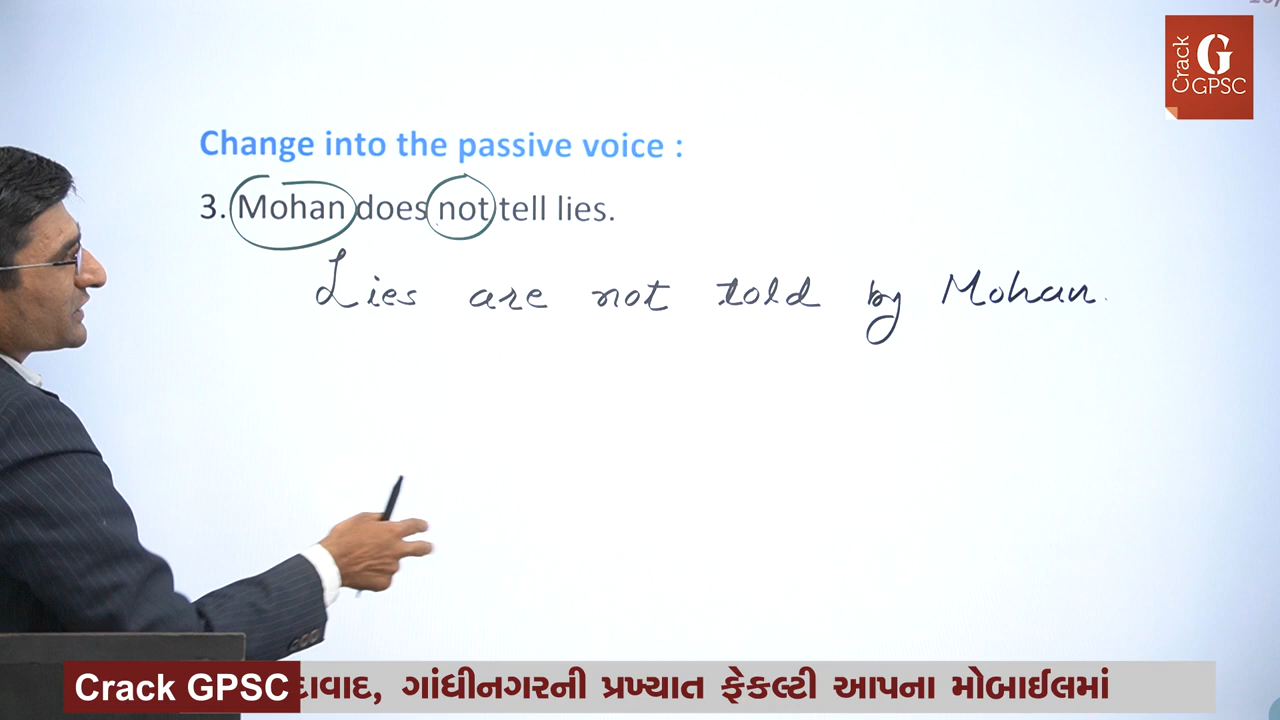 Crack
G
GPSC
Change into the passive voice :
3. Mohan does not tell lies.
Lies are not told by Mohan.
Crack GPSC
દાવાદ, ગાંધીનગરની પ્રખ્યાત ફેકલ્ટી આપના મોબાઈલમાં